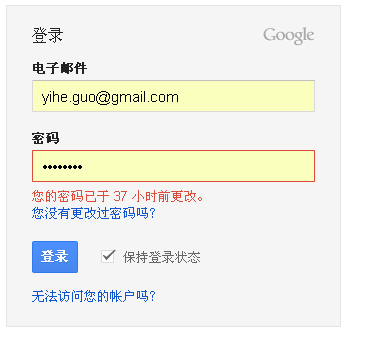 登录 Google
电子邮件
yihe.guo@gmail.com
密码
••••••••
您的密码已于 37 小时前更改。
您没有更改过密码吗?
登录 保持登录状态
无法访问您的帐户吗?